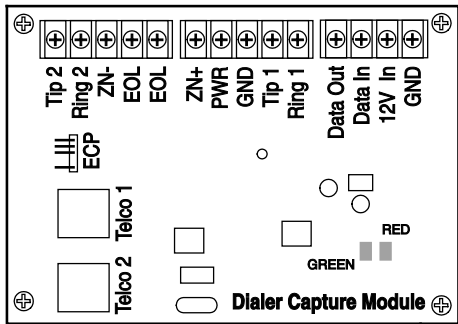 Tip 2
Ring 2
ZN-
EOL
EOL
ZN+
PWR
GND
Tip 1
Ring 1
Data Out
Data In
12V In
GND
ECP
Telco 1
Telco 2
RED
GREEN
Dialer Capture Module